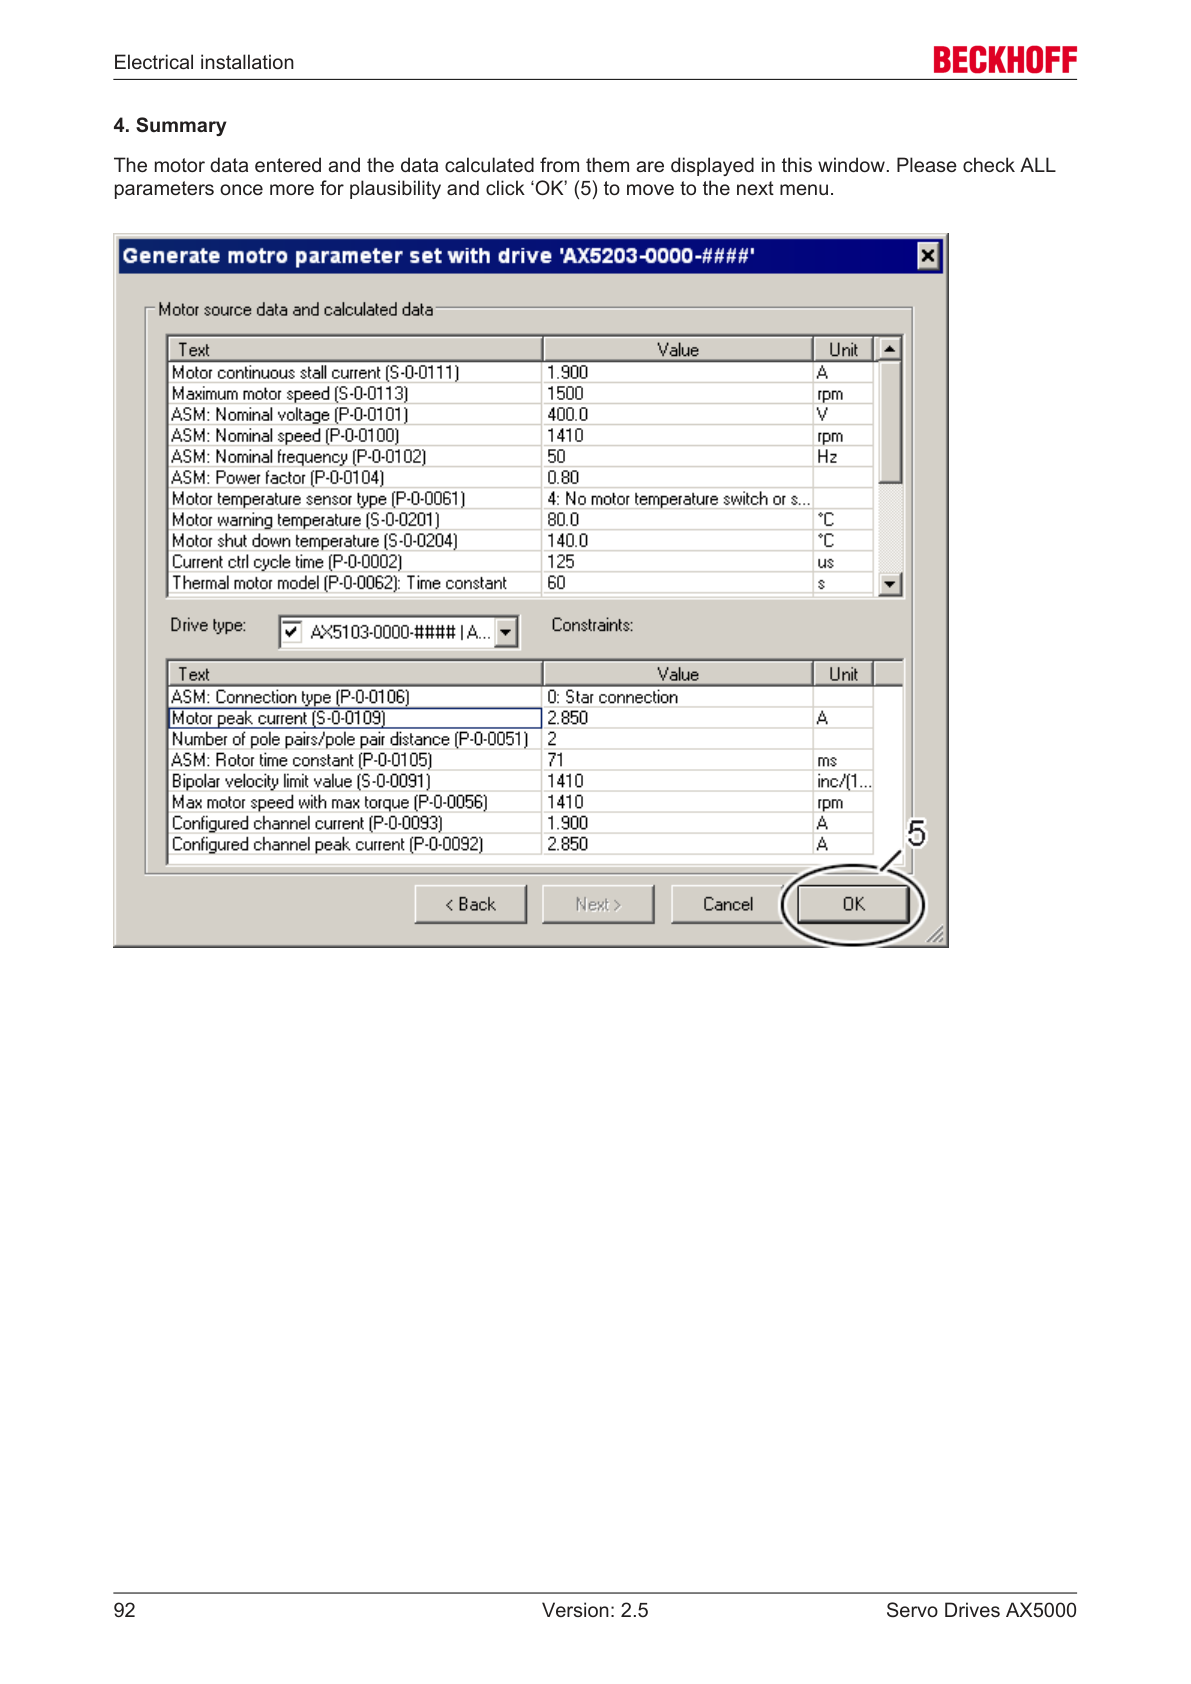 Electrical installation
BECKHOFF
4. Summary
The motor data entered and the data calculated from them are displayed in this window. Please check ALL
parameters once more for plausibility and click ‘OK’ (5) to move to the next menu.
Generate motro parameter set with drive 'AX5203-0000-####'
Motor source data and calculated data
Text Value Unit
Motor continuous stall current (S-0-0111) 1.900 A
Maximum motor speed (S-0-0113) 1500 rpm
ASM: Nominal voltage (P-0-0101) 400.0 V
ASM: Nominal speed (P-0-0100) 1410 rpm
ASM: Nominal frequency (P-0-0102) 50 Hz
ASM: Power factor (P-0-0104) 0.80
Motor temperature sensor type (P-0-0061) 4: No motor temperature switch or s...
Motor warning temperature (S-0-0201) 80.0 °C
Motor shut down temperature (S-0-0204) 140.0 °C
Current ctrl cycle time (P-0-0002) 125 us
Thermal motor model (P-0-0062): Time constant 60 s
Drive type: AX5103-0000-#### | A... Constraints:
Text Value Unit
ASM: Connection type (P-0-0106) 0: Star connection
Motor peak current (S-0-0109) 2.850 A
Number of pole pairs/pole pair distance (P-0-0051) 2
ASM: Rotor time constant (P-0-0105) 71 ms
Bipolar velocity limit value (S-0-0091) 1410 inc/(1...
Max motor speed with max torque (P-0-0056) 1410 rpm
Configured channel current (P-0-0093) 1.900 A
Configured channel peak current (P-0-0092) 2.850 A
5
< Back Next > Cancel OK
92 Version: 2.5 Servo Drives AX5000